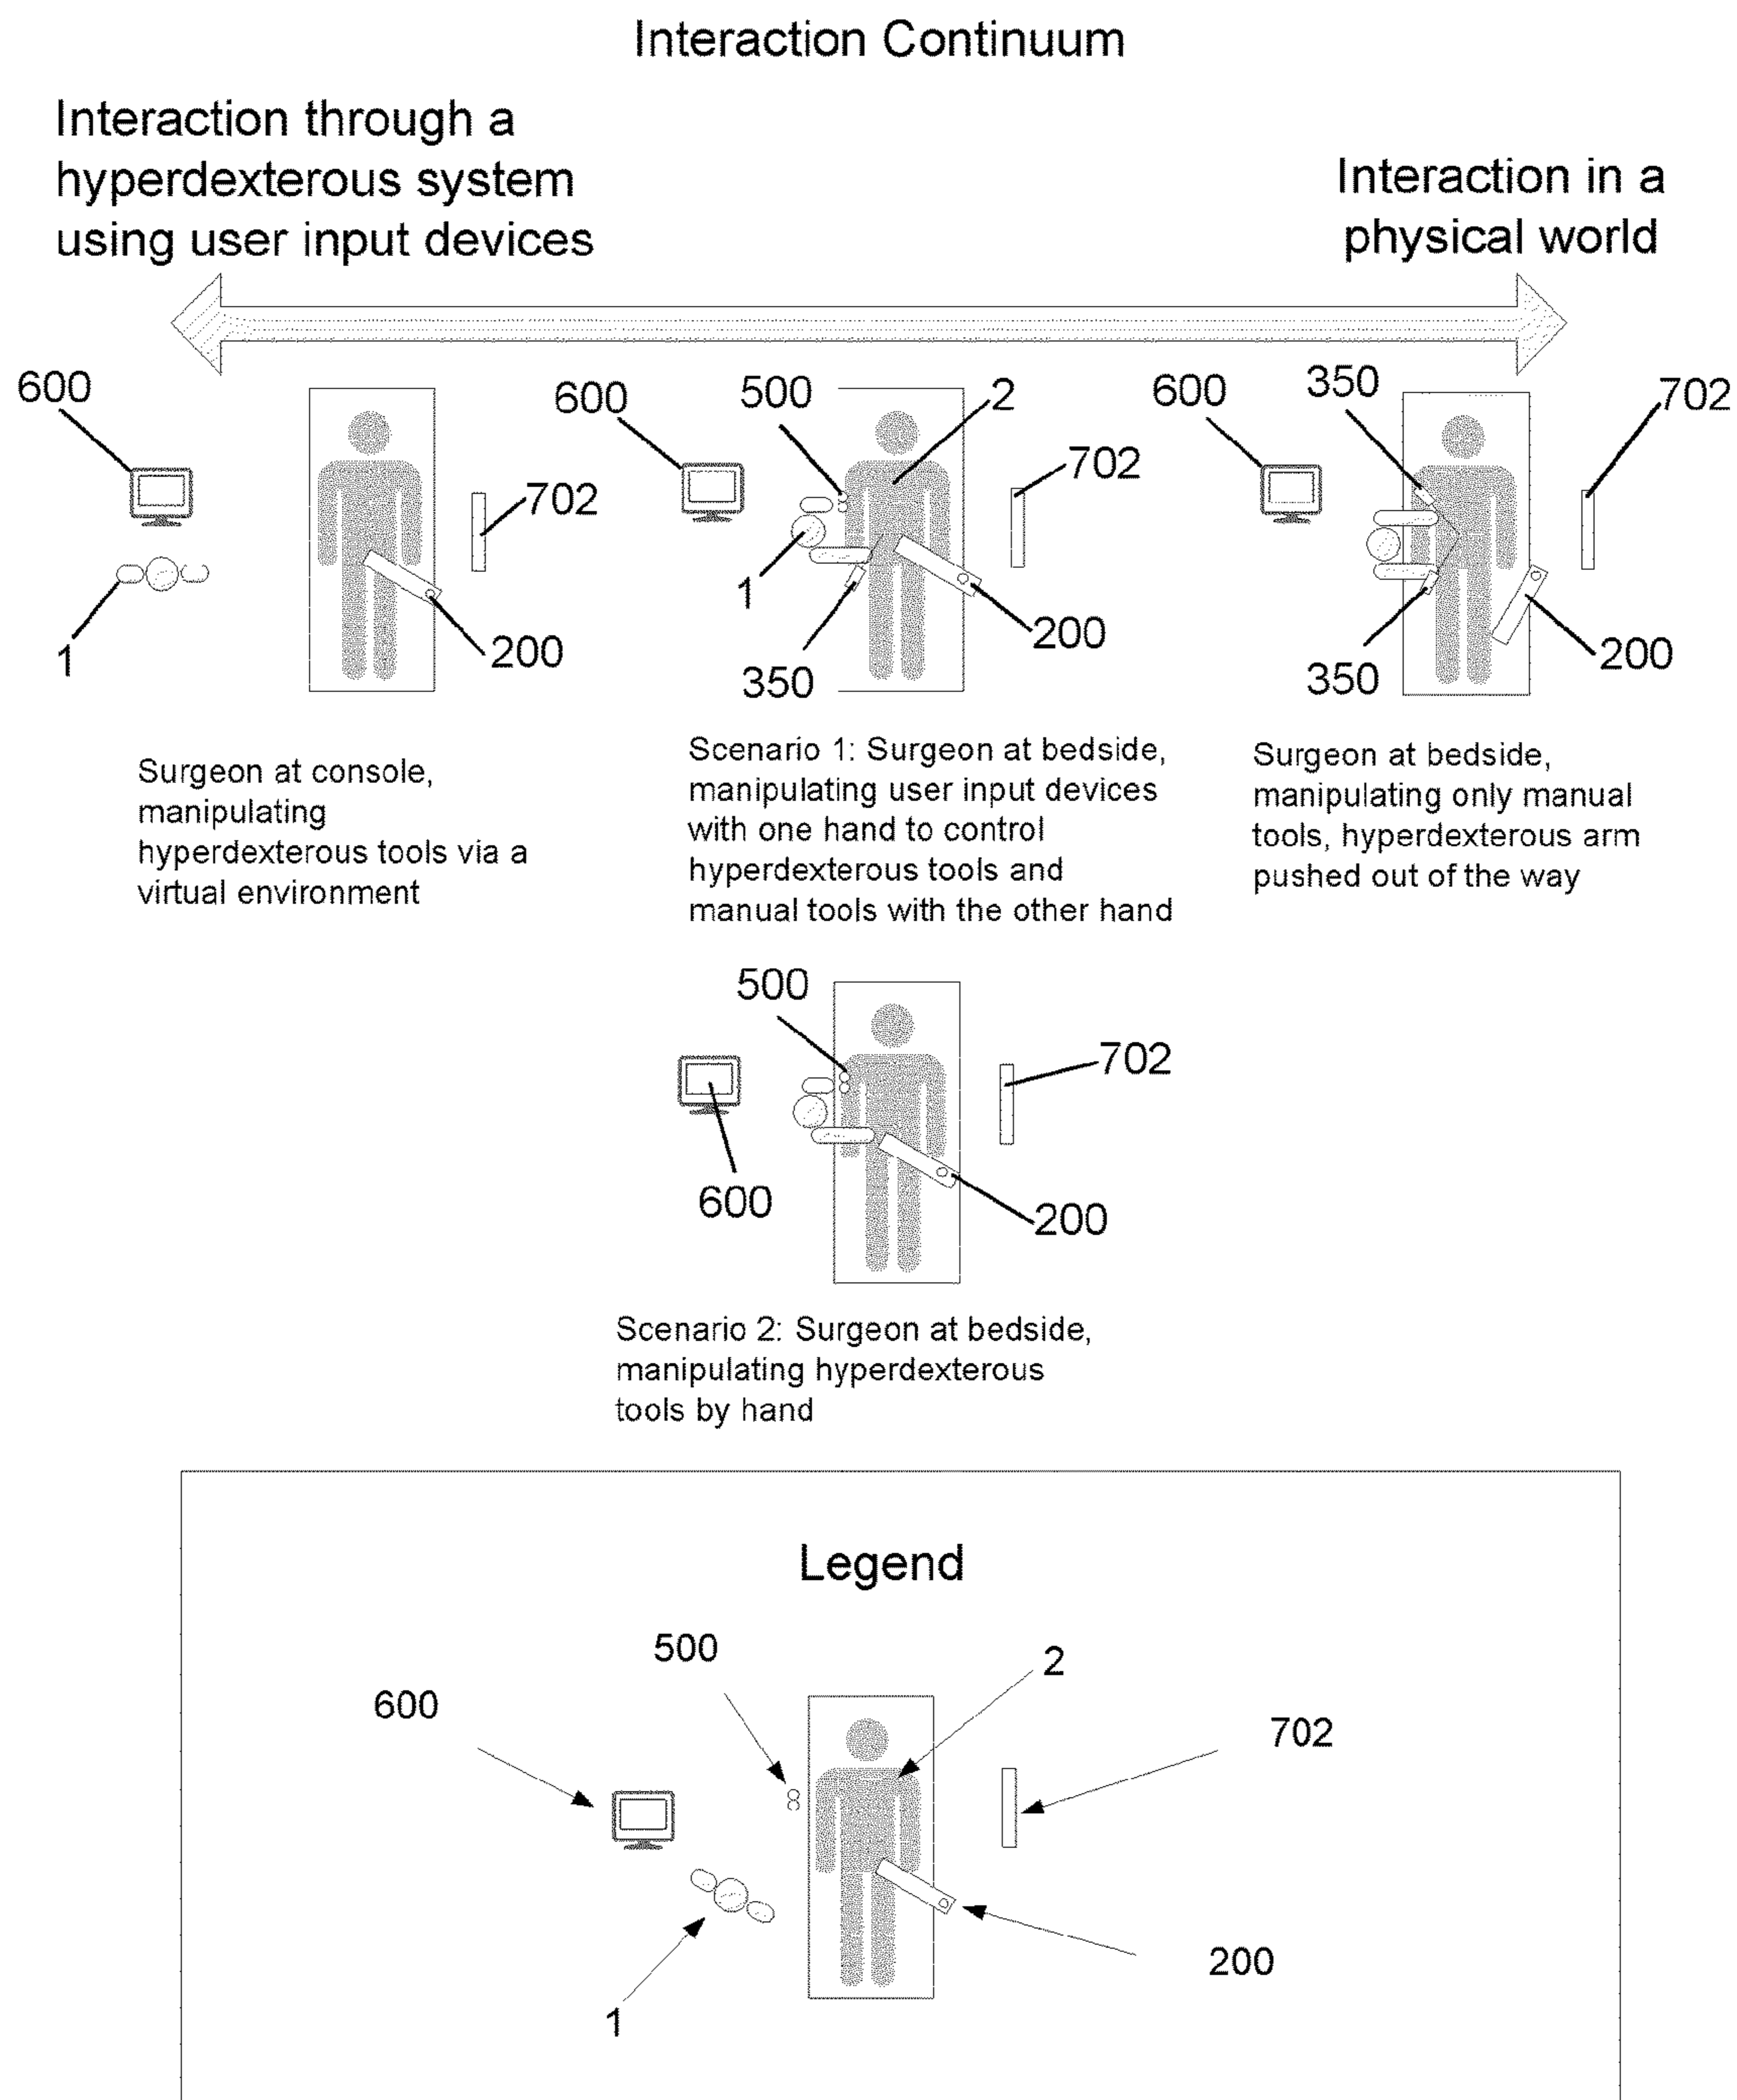 Interaction Continuum
Interaction through a
hyperdexterous system
using user input devices
Interaction in a
physical world
600
702
1
200
600
500
2
702
1
200
350
600
350
702
350
200
Surgeon at console,
manipulating
hyperdexterous tools via a
virtual environment
Scenario 1: Surgeon at bedside,
manipulating user input devices
with one hand to control
hyperdexterous tools and
manual tools with the other hand
Surgeon at bedside,
manipulating only manual
tools, hyperdexterous arm
pushed out of the way
500
702
600
200
Scenario 2: Surgeon at bedside,
manipulating hyperdexterous
tools by hand
Legend
500
2
600
702
200
1